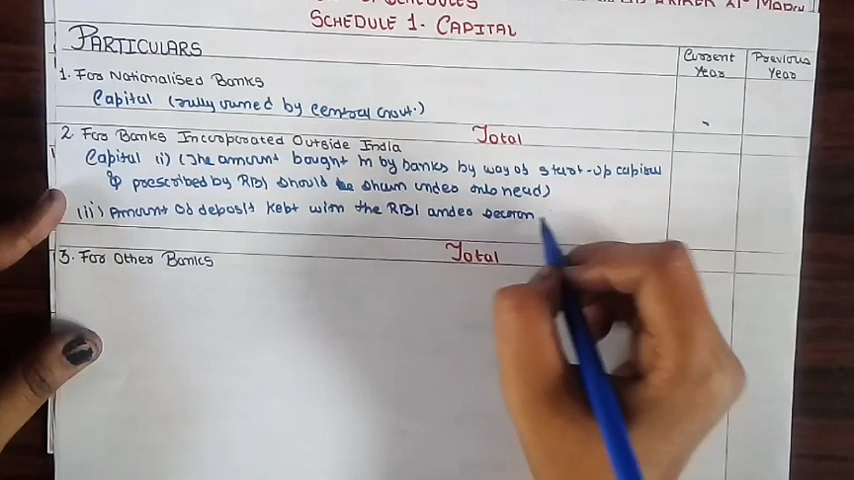 SCHEDULES
SCHEDULE 1- CAPITAL
PARTICULARS
Current Year
Previous Year
1. For Nationalised Banks
Capital (fully owned by Central Govt.)
Total
2. For Banks Incorporated Outside India
Capital (i) (The amount bought in by banks by way of start-up capital
prescribed by RBI should be shown under this head)
(ii) Amount of deposit kept with the RBI under section
Total
3. For Other Banks